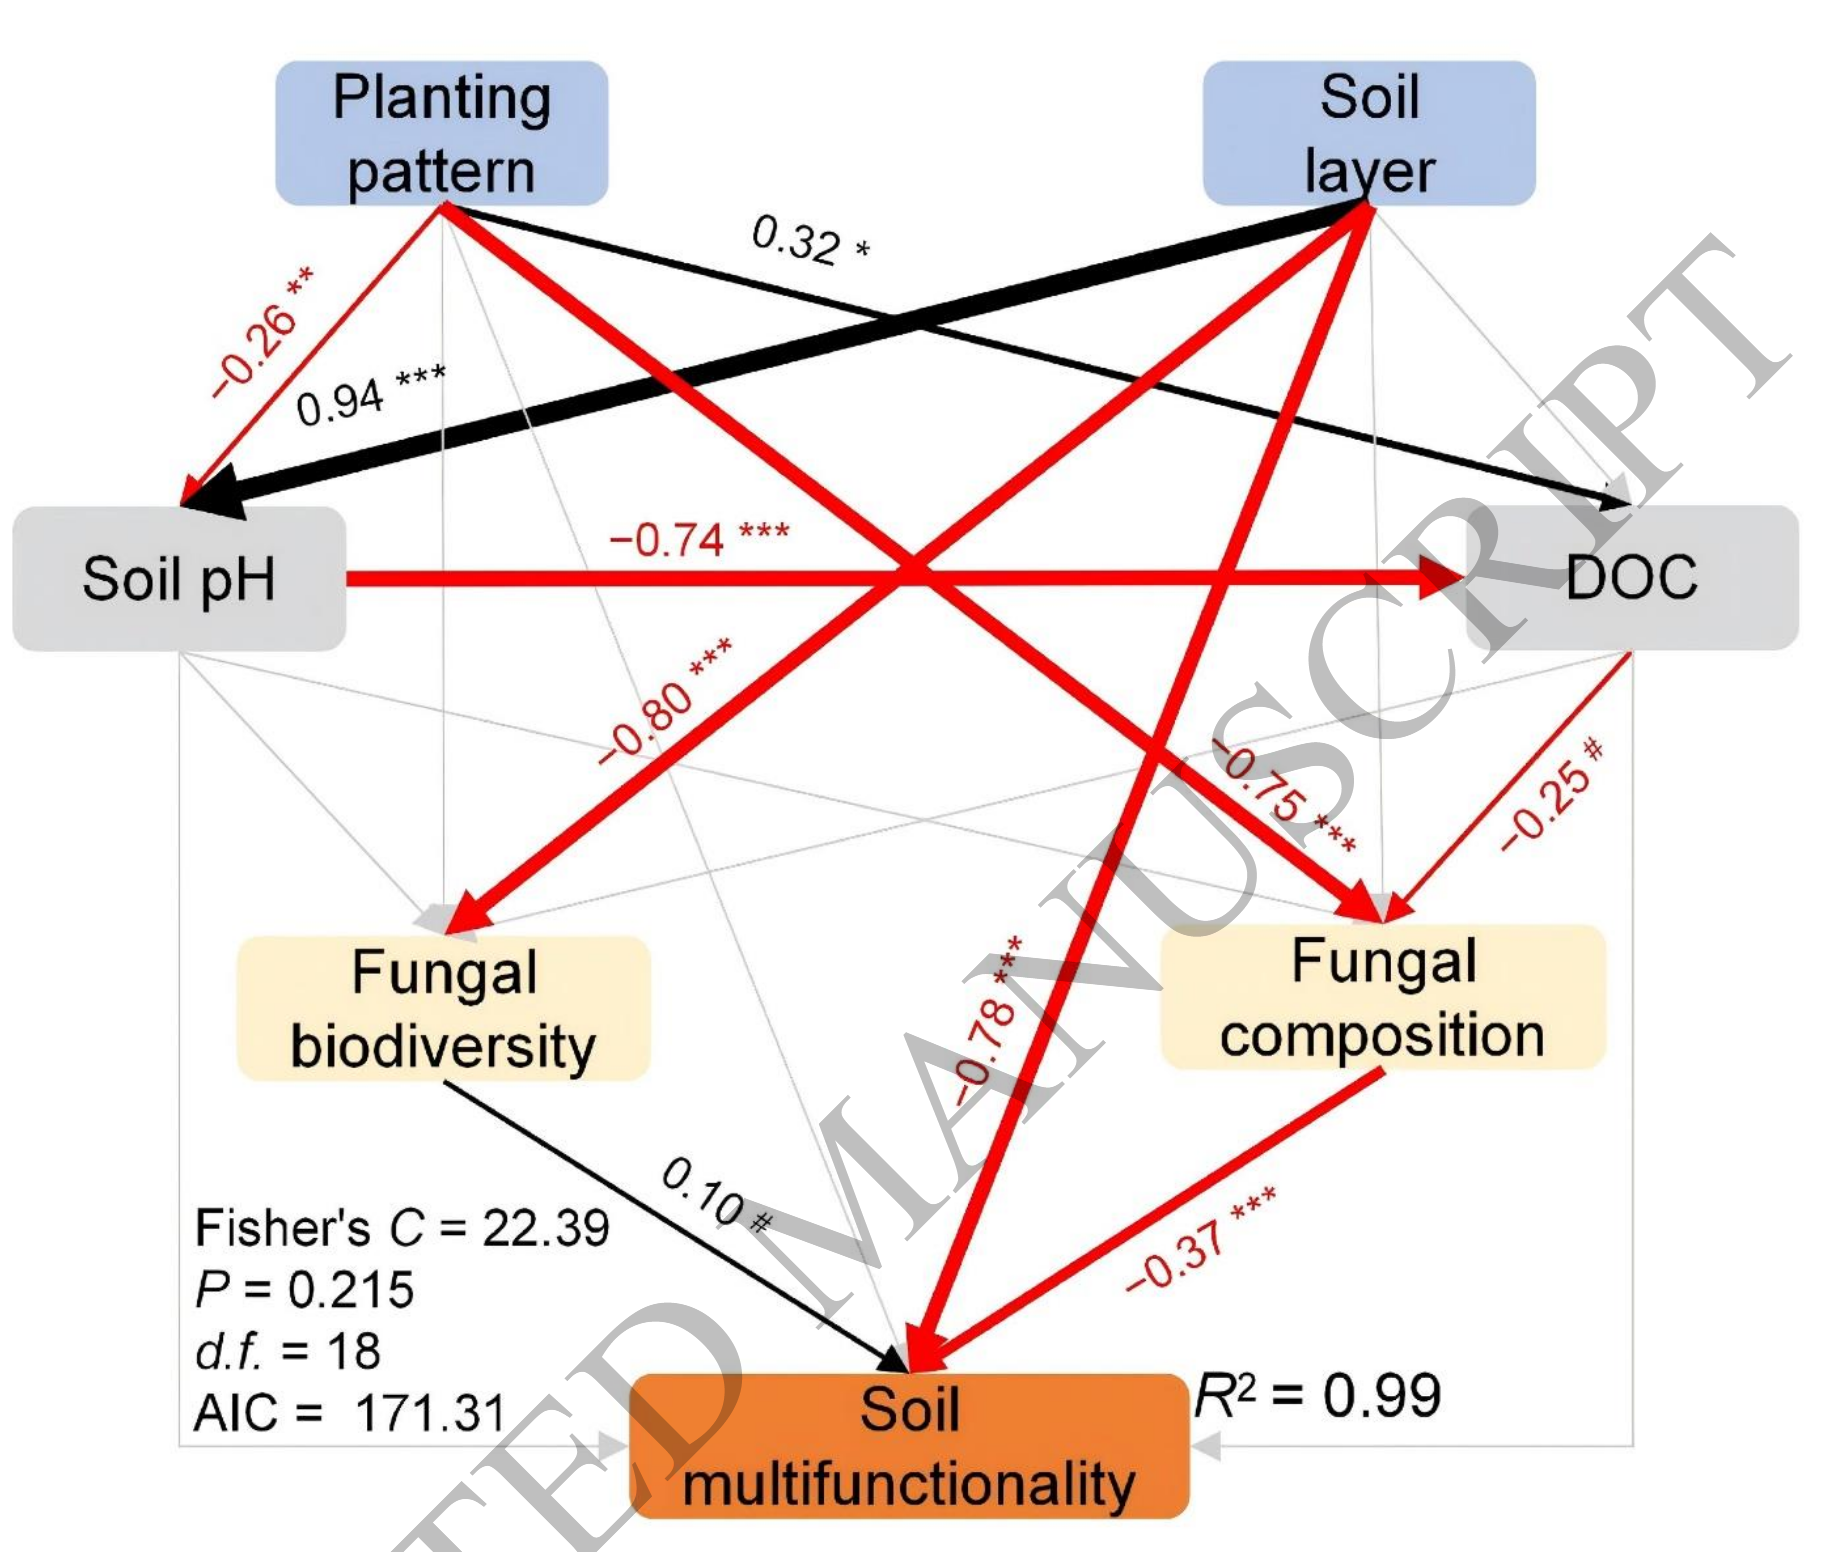 Planting
pattern
Soil
layer
0.32 *
−0.26 **
0.94 ***
Soil pH
−0.74 ***
DOC
−0.80 ***
−0.75 ***
−0.25 #
Fungal
biodiversity
−0.78 ***
Fungal
composition
0.10 #
−0.37 ***
Fisher's C = 22.39
P = 0.215
d.f. = 18
AIC = 171.31
Soil
multifunctionality
R² = 0.99
TED MANUSCRIPT